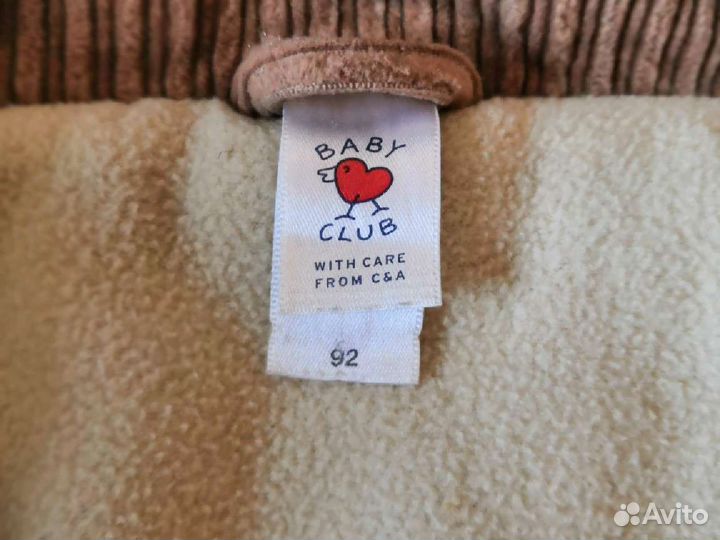 BABY
CLUB
WITH CARE
FROM C&A
92
Avito